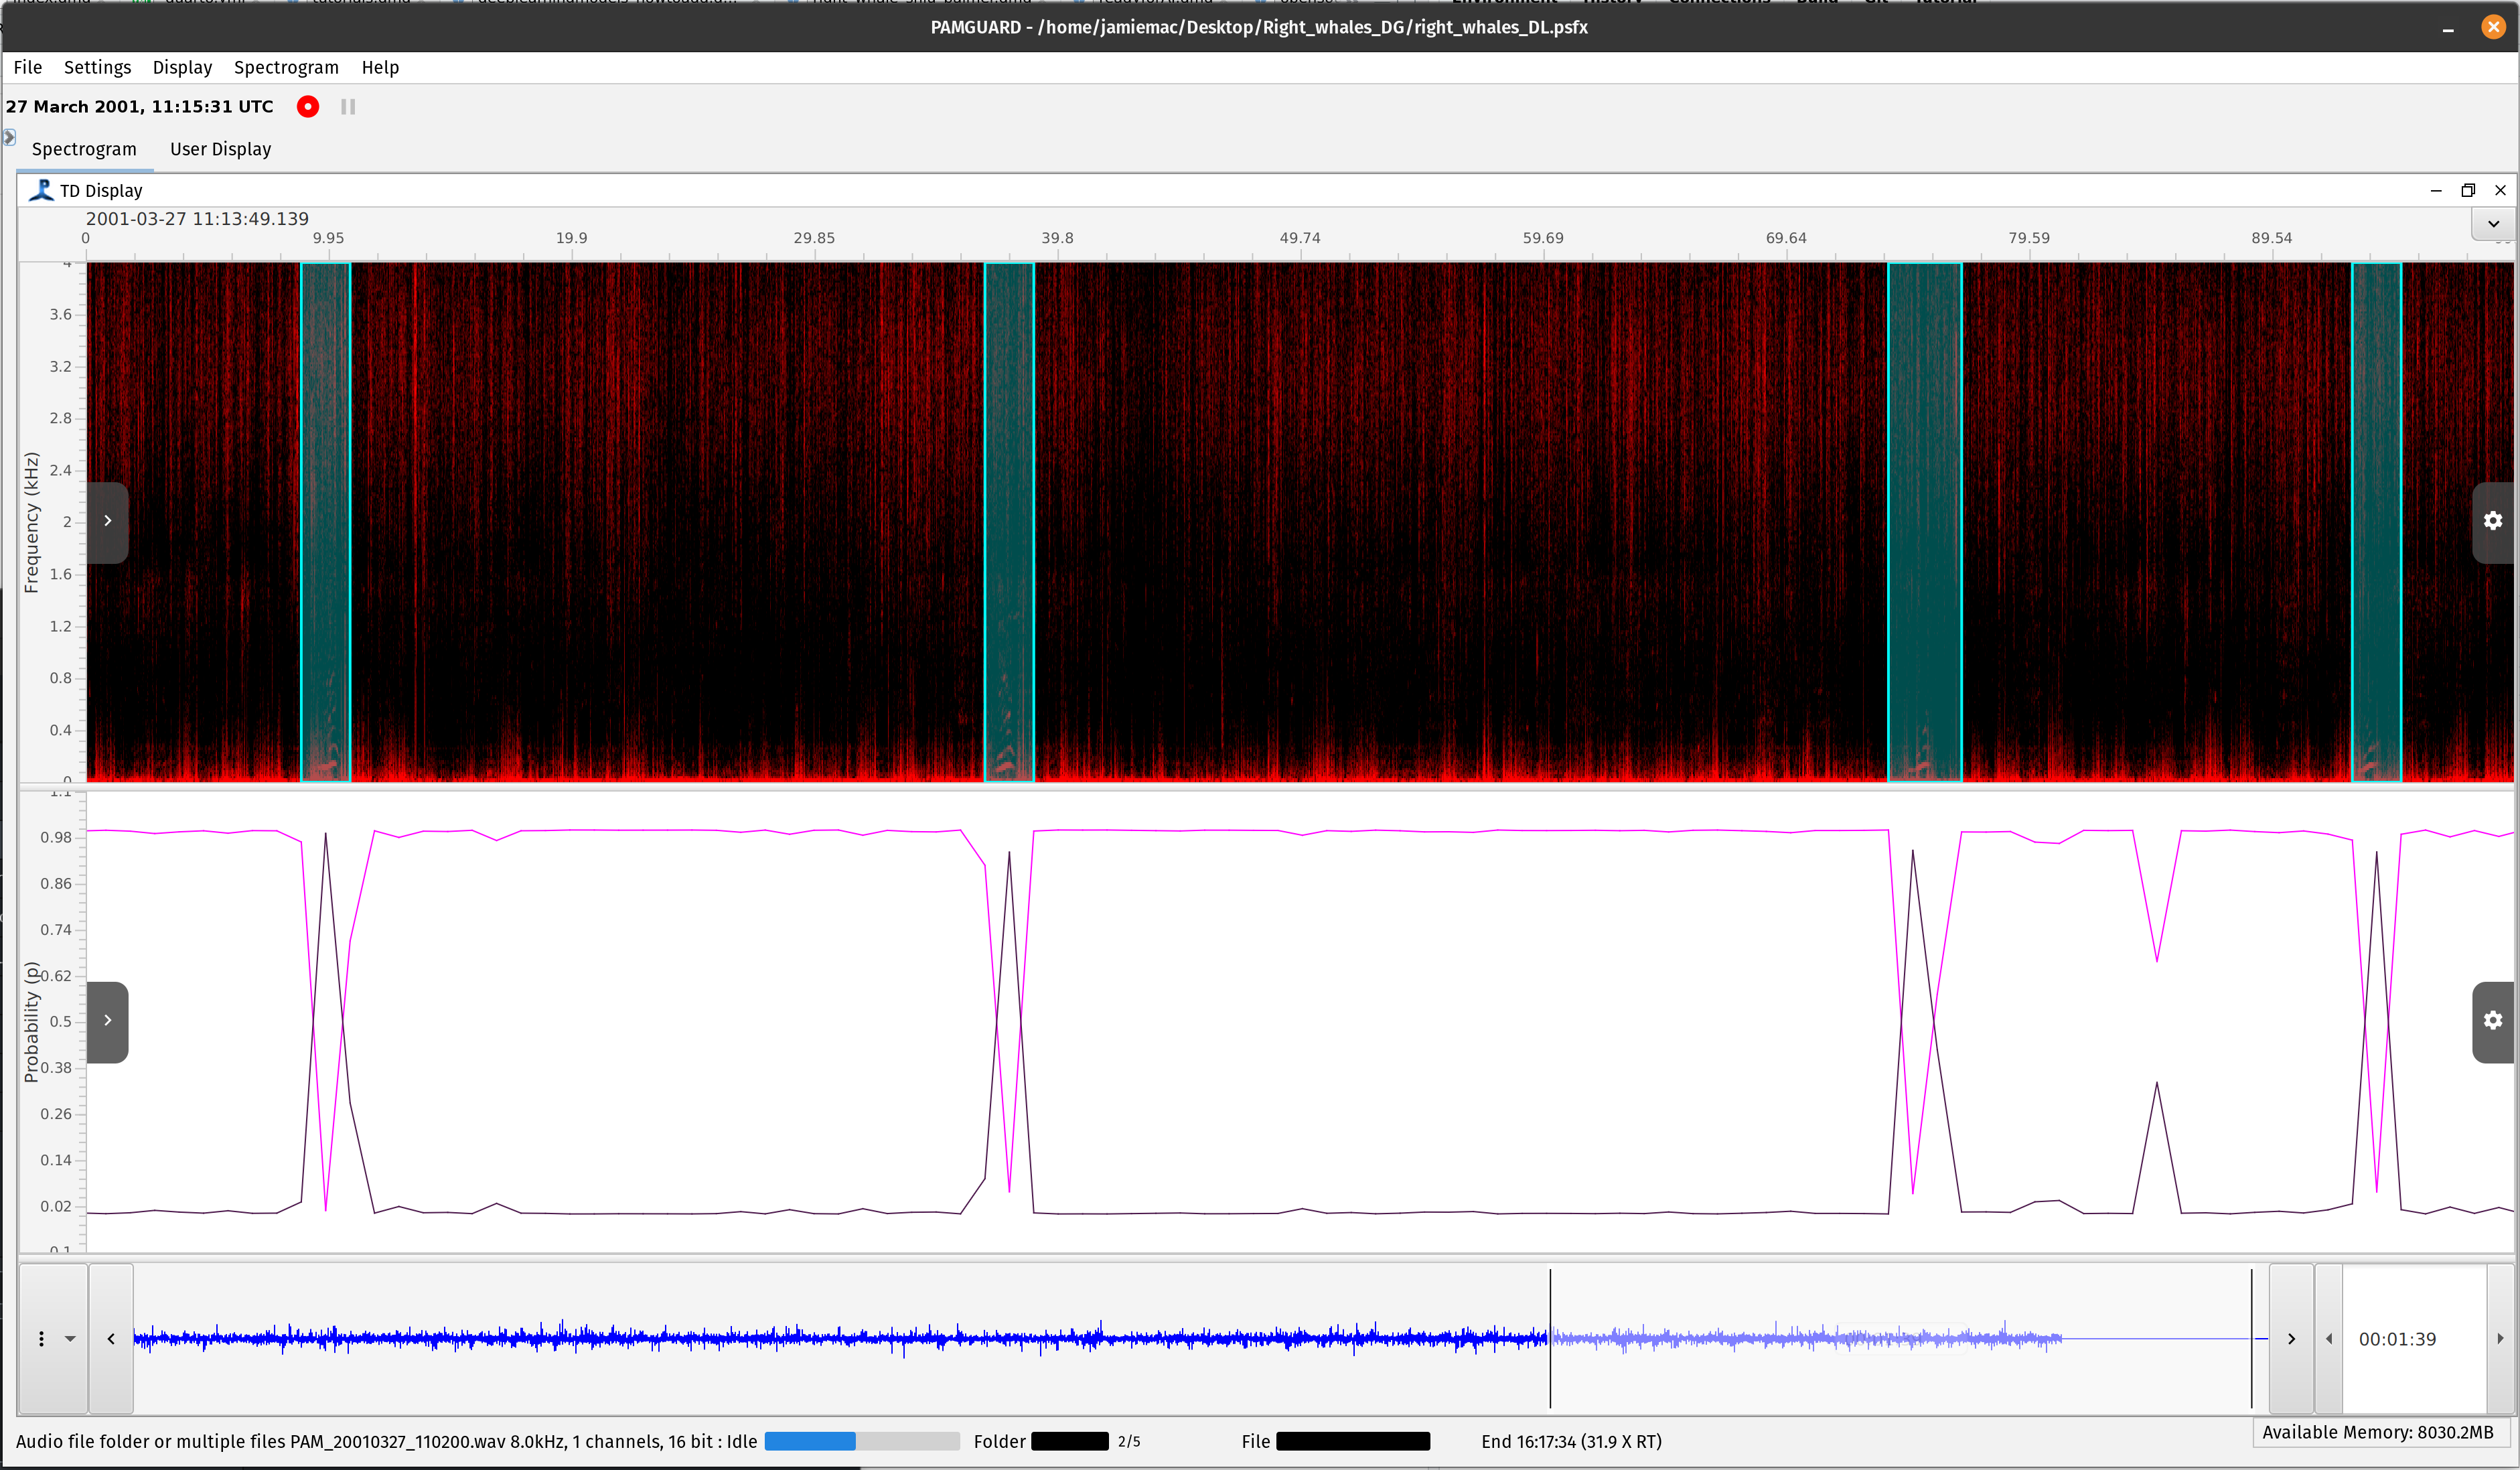 PAMGUARD - /home/jamiemac/Desktop/Right_whales_DG/right_whales_DL.psfx
File Settings Display Spectrogram Help
27 March 2001, 11:15:31 UTC
Spectrogram User Display
TD Display
2001-03-27 11:13:49.139
0 9.95 19.9 29.85 39.8 49.74 59.69 69.64 79.59 89.54
Frequency (kHz)
4
3.6
3.2
2.8
2.4
2
1.6
1.2
0.8
0.4
0
Probability (p)
1.1
0.98
0.86
0.74
0.62
0.5
0.38
0.26
0.14
0.02
0.1
00:01:39
Audio file folder or multiple files PAM_20010327_110200.wav 8.0kHz, 1 channels, 16 bit : Idle Folder 2/5 File End 16:17:34 (31.9 X RT) Available Memory: 8030.2MB